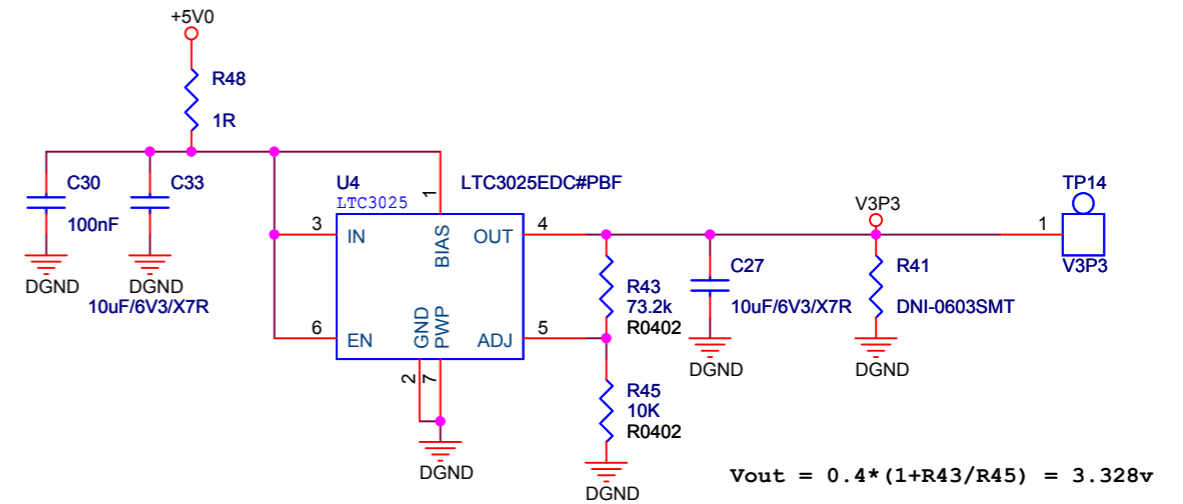 +5V0
R48
1R
C30
100nF
C33
10uF/6V3/X7R
DGND
DGND
U4
LTC3025
LTC3025EDC#PBF
1
3
IN
BIAS
OUT
4
6
EN
GND
PWP
ADJ
5
2
7
DGND
R43
73.2k
R0402
R45
10K
R0402
DGND
C27
10uF/6V3/X7R
DGND
V3P3
R41
DNI-0603SMT
DGND
TP14
1
V3P3
Vout = 0.4*(1+R43/R45) = 3.328v